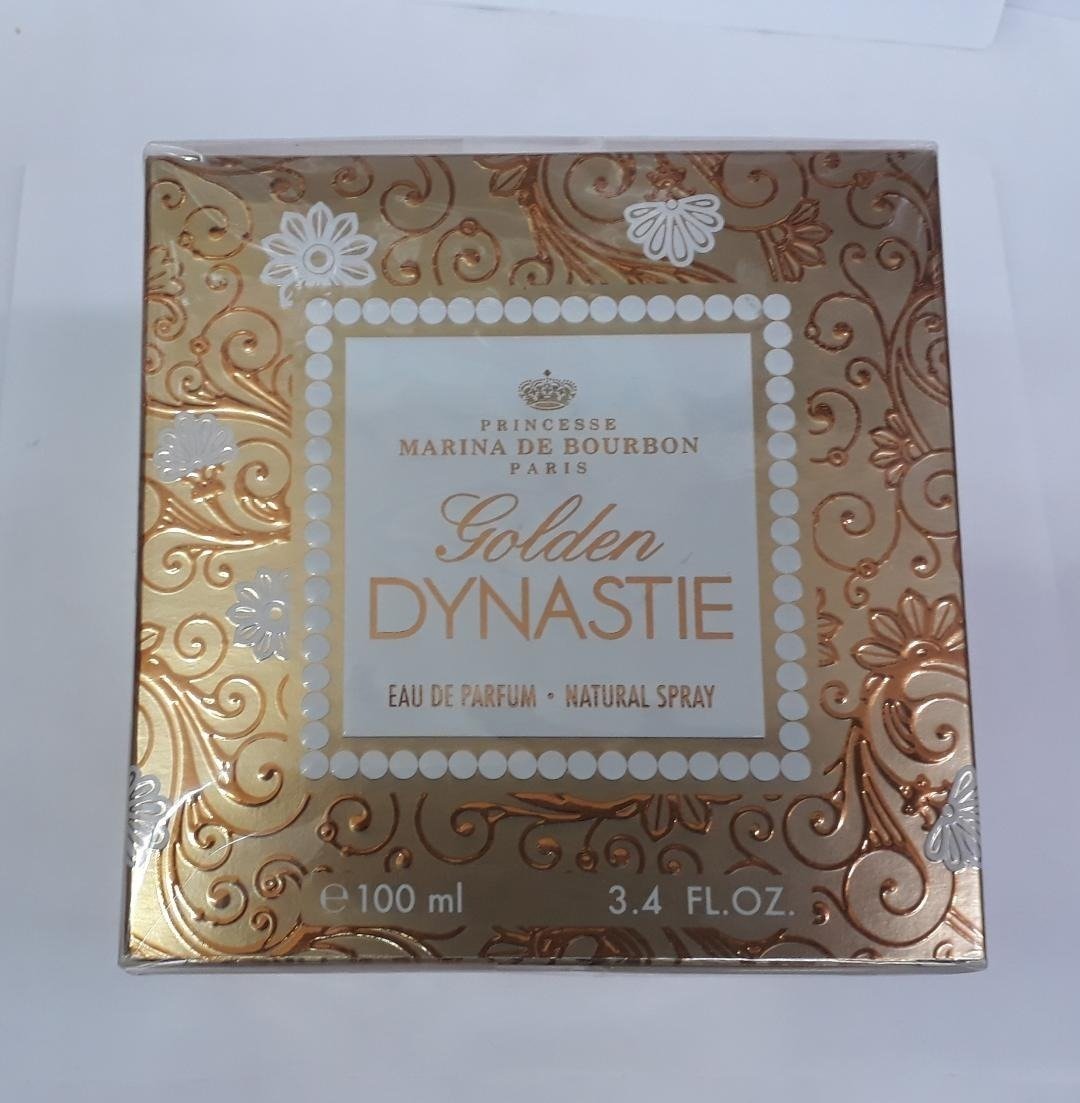 PRINCESSE
MARINA DE BOURBON
PARIS
Golden
DYNASTIE
EAU DE PARFUM • NATURAL SPRAY
℮ 100 ml 3.4 FL.OZ.